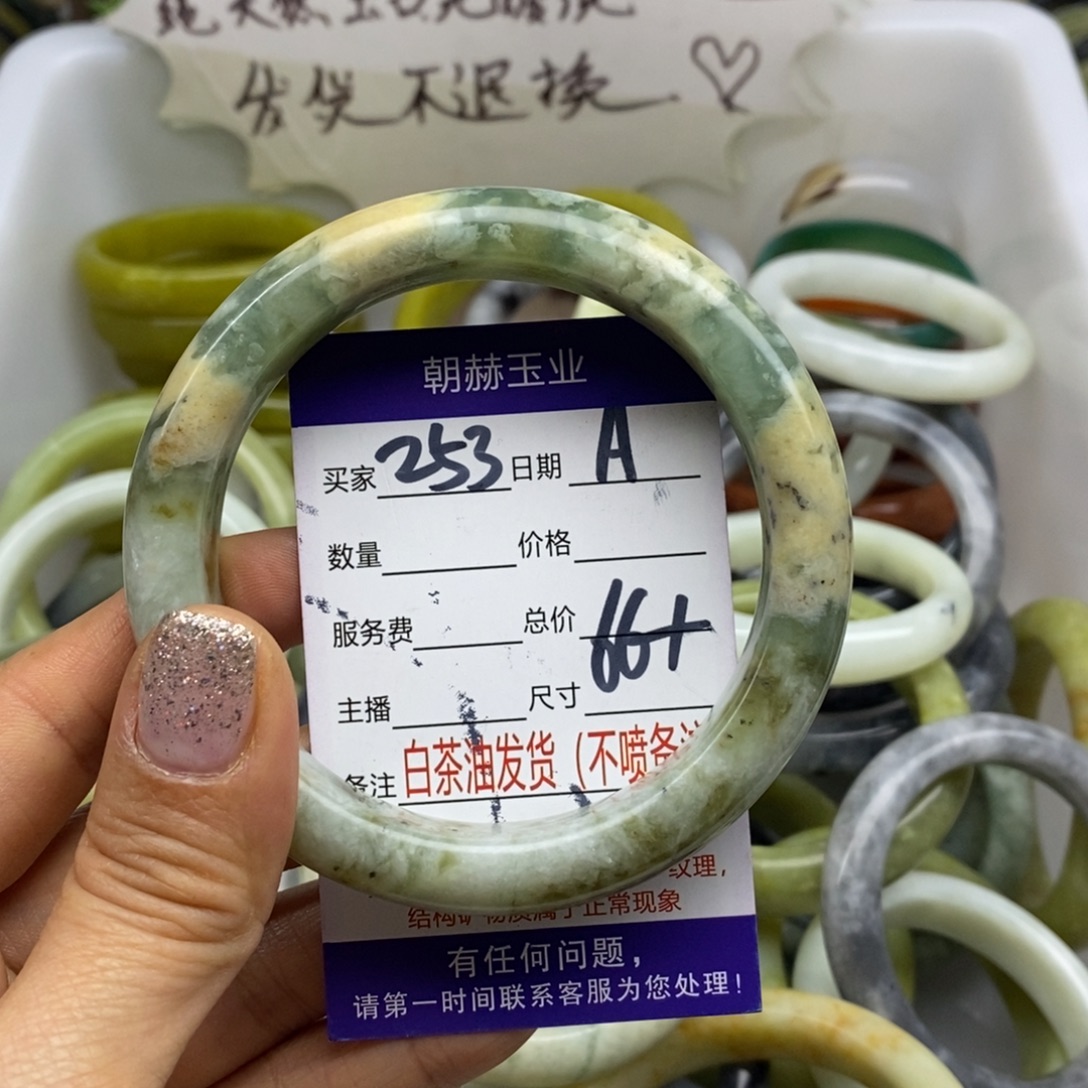 发货不退换
朝赫玉业
买家 253 日期 A
数量 价格
服务费 总价
66+
主播 尺寸
备注 白茶油发货(不喷备注
纹理,
结构矿物质属于正常现象
有任何问题,
请第一时间联系客服为您处理!